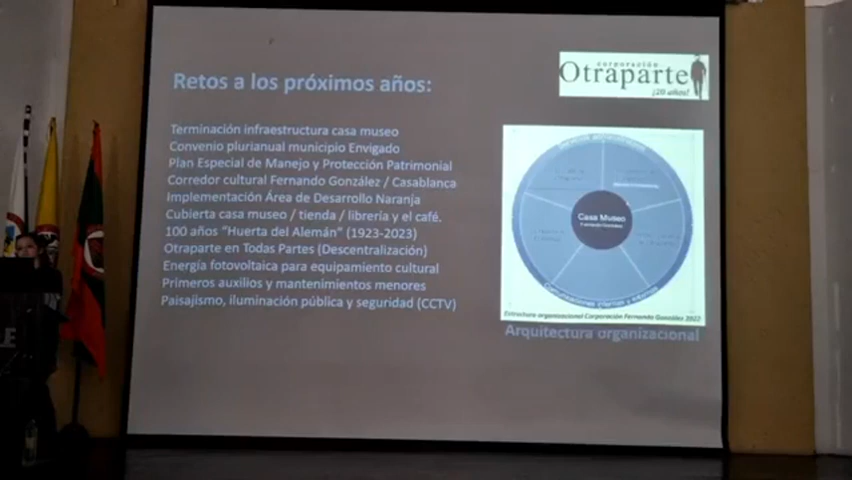 Retos a los próximos años:
Terminación infraestructura casa museo
Convenio plurianual municipio Envigado
Plan Especial de Manejo y Protección Patrimonial
Corredor cultural Fernando González / Casablanca
Implementación Área de Desarrollo Naranja
Cubierta casa museo / tienda / librería y el café.
100 años "Huerta del Alemán" (1923-2023)
Otraparte en Todas Partes (Descentralización)
Energía fotovoltaica para equipamiento cultural
Primeros auxilios y mantenimientos menores
Paisajismo, iluminación pública y seguridad (CCTV)
corporación
Otraparte
¡20 años!
Casa Museo
Comunicaciones internas y externas
Estructura organizacional Corporación Fernando González 2022
Arquitectura organizacional